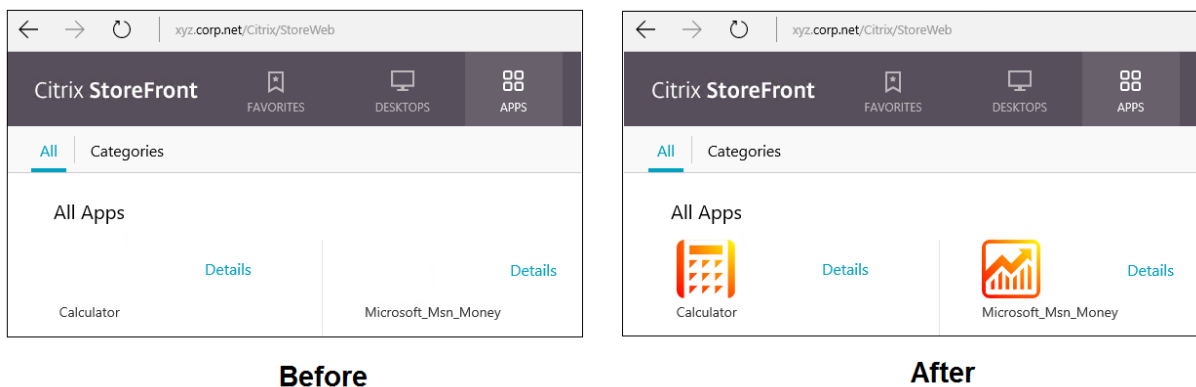 xyz.corp.net/Citrix/StoreWeb
Citrix StoreFront
FAVORITES
DESKTOPS
APPS
All
Categories
All Apps
Details
Details
Calculator
Microsoft_Msn_Money
Before
xyz.corp.net/Citrix/StoreWeb
Citrix StoreFront
FAVORITES
DESKTOPS
APPS
All
Categories
All Apps
Details
Details
Calculator
Microsoft_Msn_Money
After